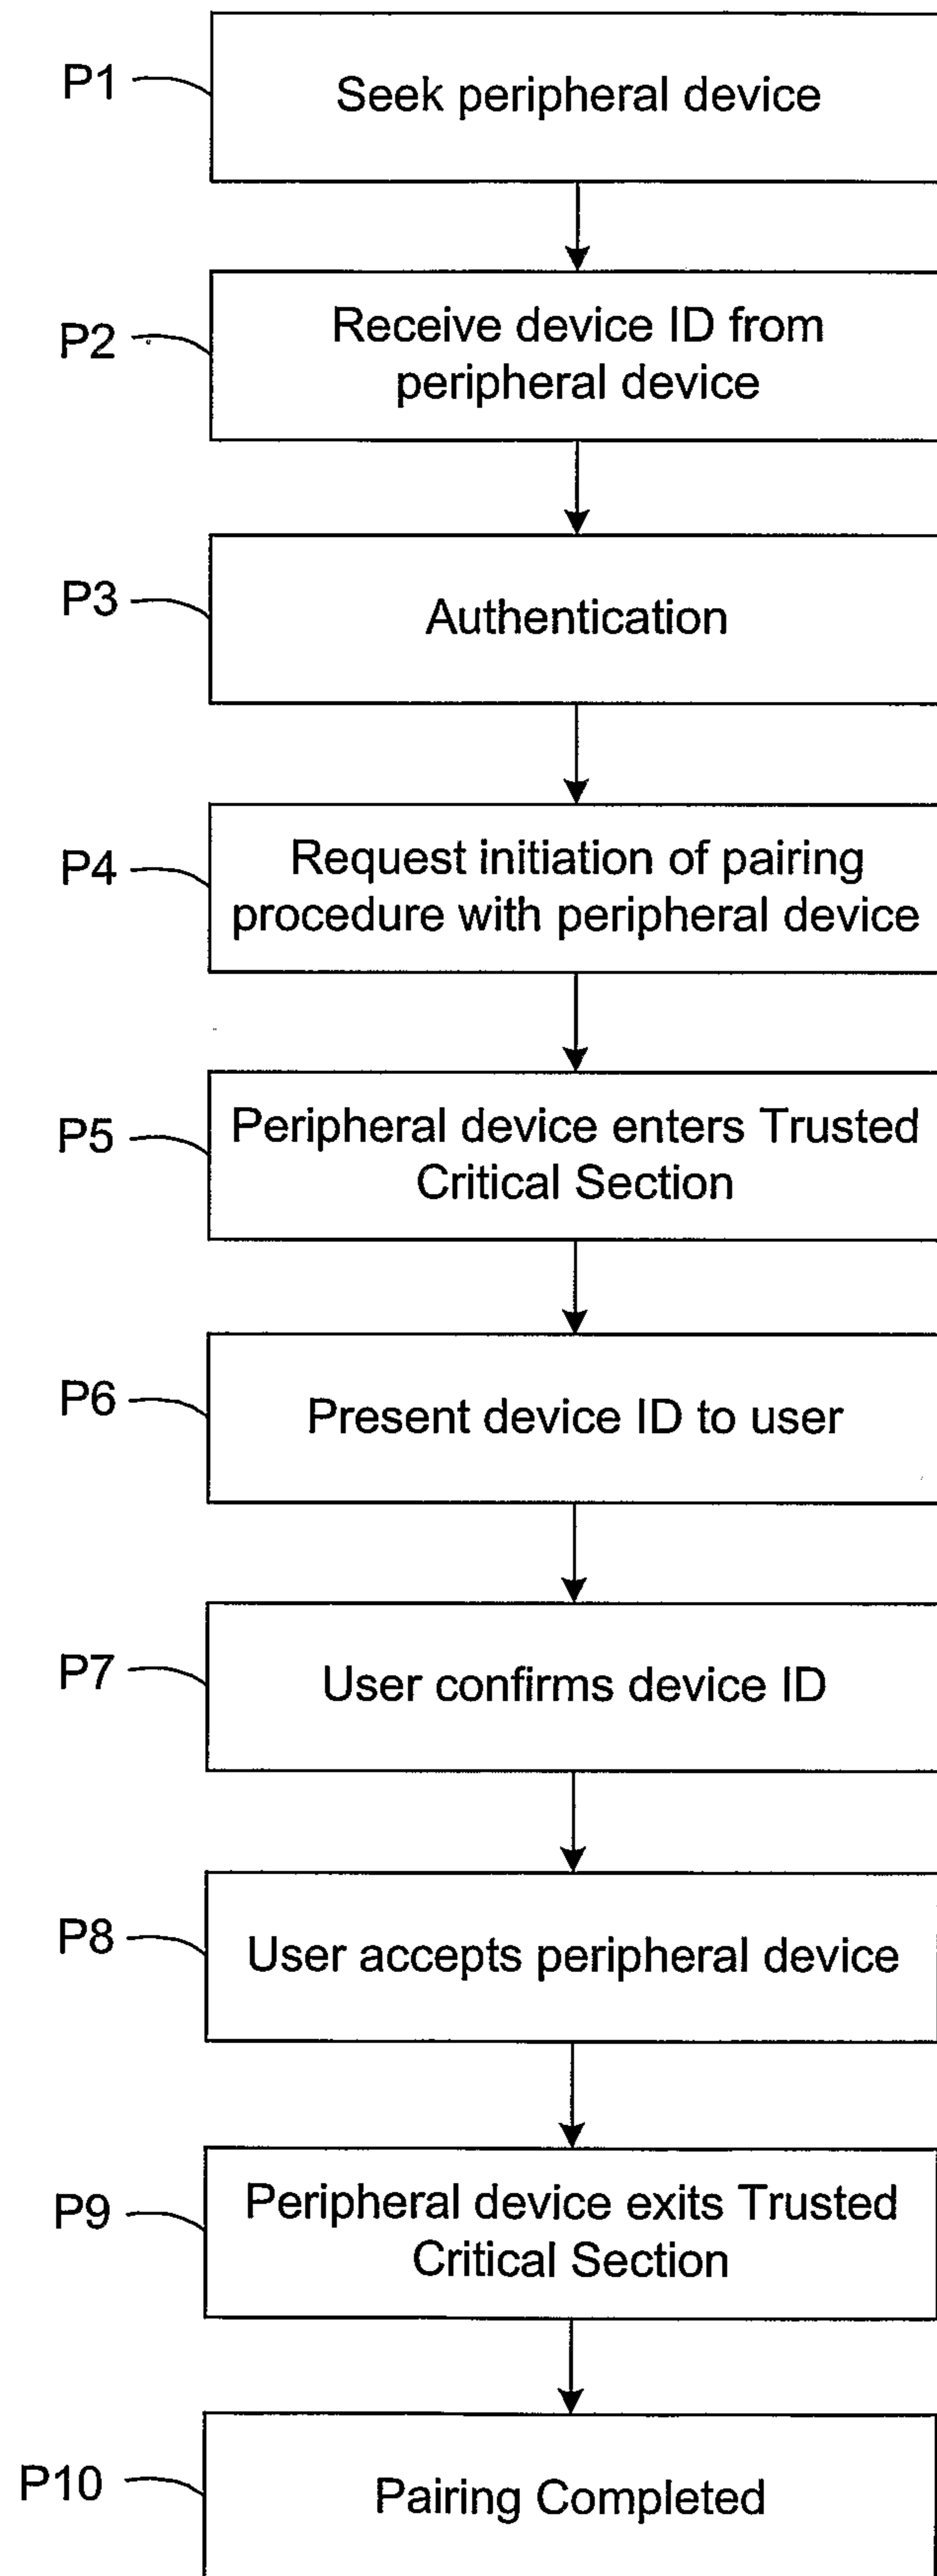 P1
Seek peripheral device
P2
Receive device ID from
peripheral device
P3
Authentication
P4
Request initiation of pairing
procedure with peripheral device
P5
Peripheral device enters Trusted
Critical Section
P6
Present device ID to user
P7
User confirms device ID
P8
User accepts peripheral device
P9
Peripheral device exits Trusted
Critical Section
P10
Pairing Completed